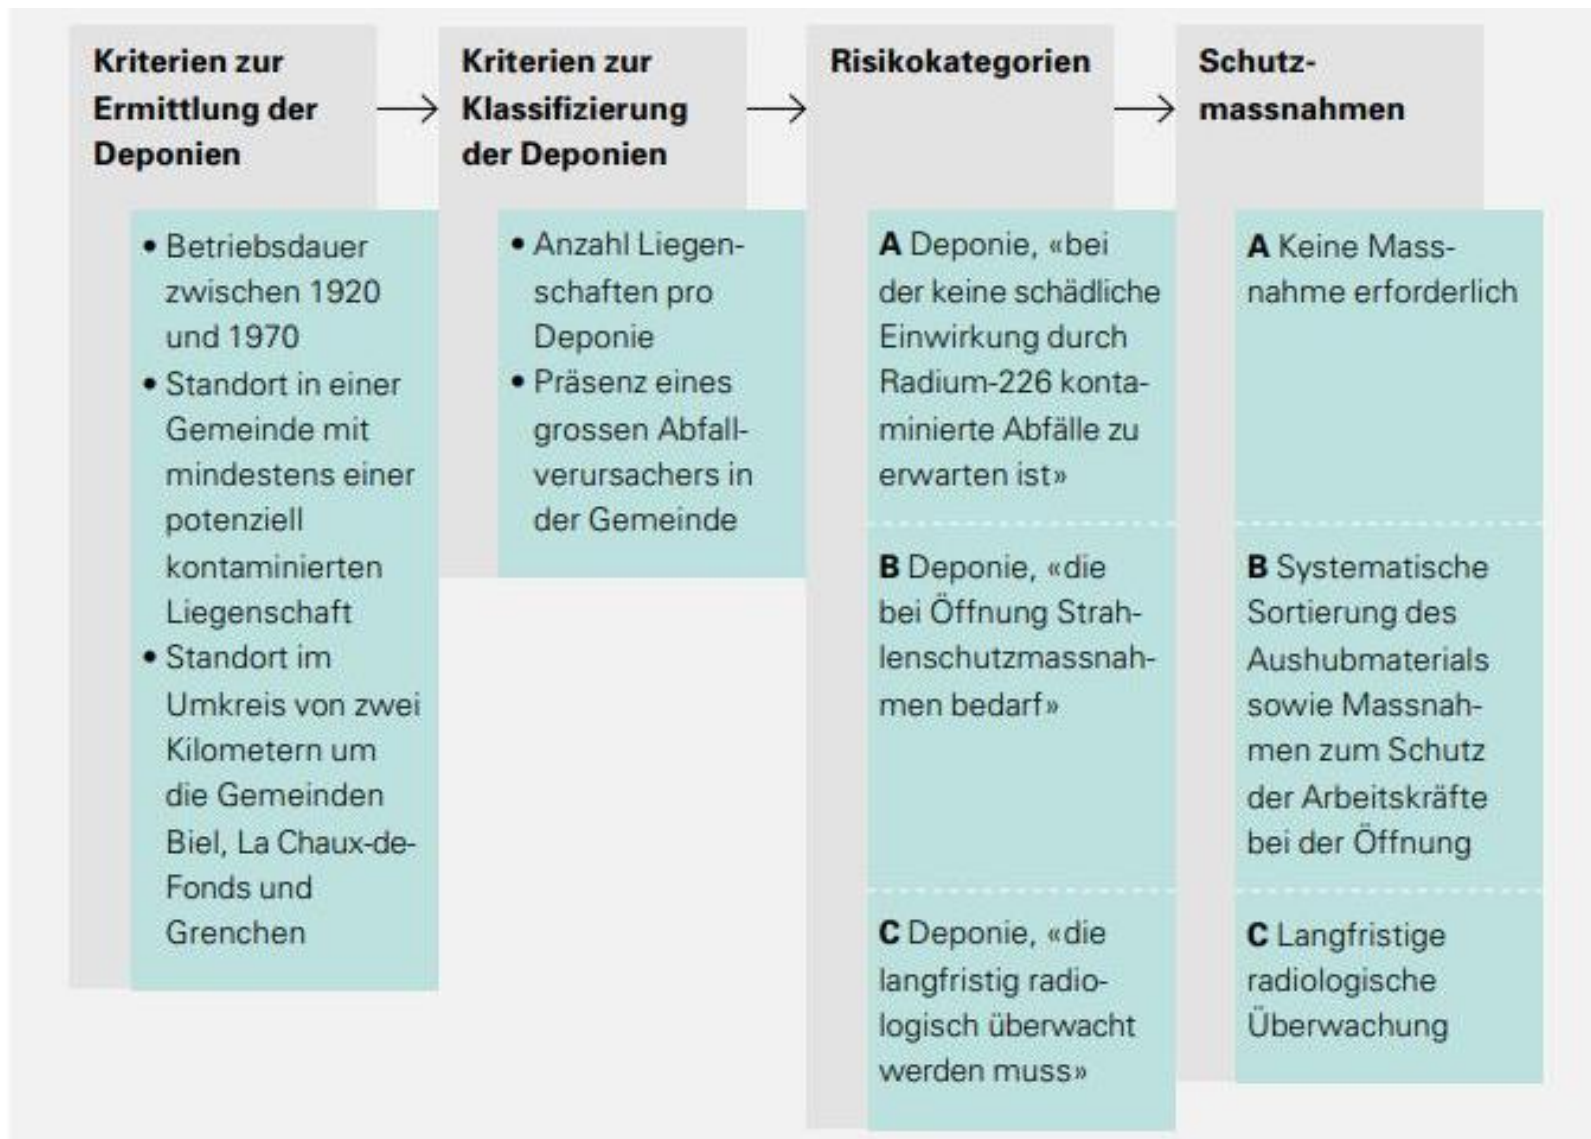 Kriterien zur
Ermittlung der
Deponien
• Betriebsdauer
zwischen 1920
und 1970
• Standort in einer
Gemeinde mit
mindestens einer
potenziell
kontaminierten
Liegenschaft
• Standort im
Umkreis von zwei
Kilometern um
die Gemeinden
Biel, La Chaux-de-
Fonds und
Grenchen
Kriterien zur
Klassifizierung
der Deponien
• Anzahl Liegen-
schaften pro
Deponie
• Präsenz eines
grossen Abfall-
verursachers in
der Gemeinde
Risikokategorien
A Deponie, «bei
der keine schädliche
Einwirkung durch
Radium-226 konta-
minierte Abfälle zu
erwarten ist»
B Deponie, «die
bei Öffnung Strah-
lenschutzmassnah-
men bedarf»
C Deponie, «die
langfristig radio-
logisch überwacht
werden muss»
Schutz-
massnahmen
A Keine Mass-
nahme erforderlich
B Systematische
Sortierung des
Aushubmaterials
sowie Massnah-
men zum Schutz
der Arbeitskräfte
bei der Öffnung
C Langfristige
radiologische
Überwachung